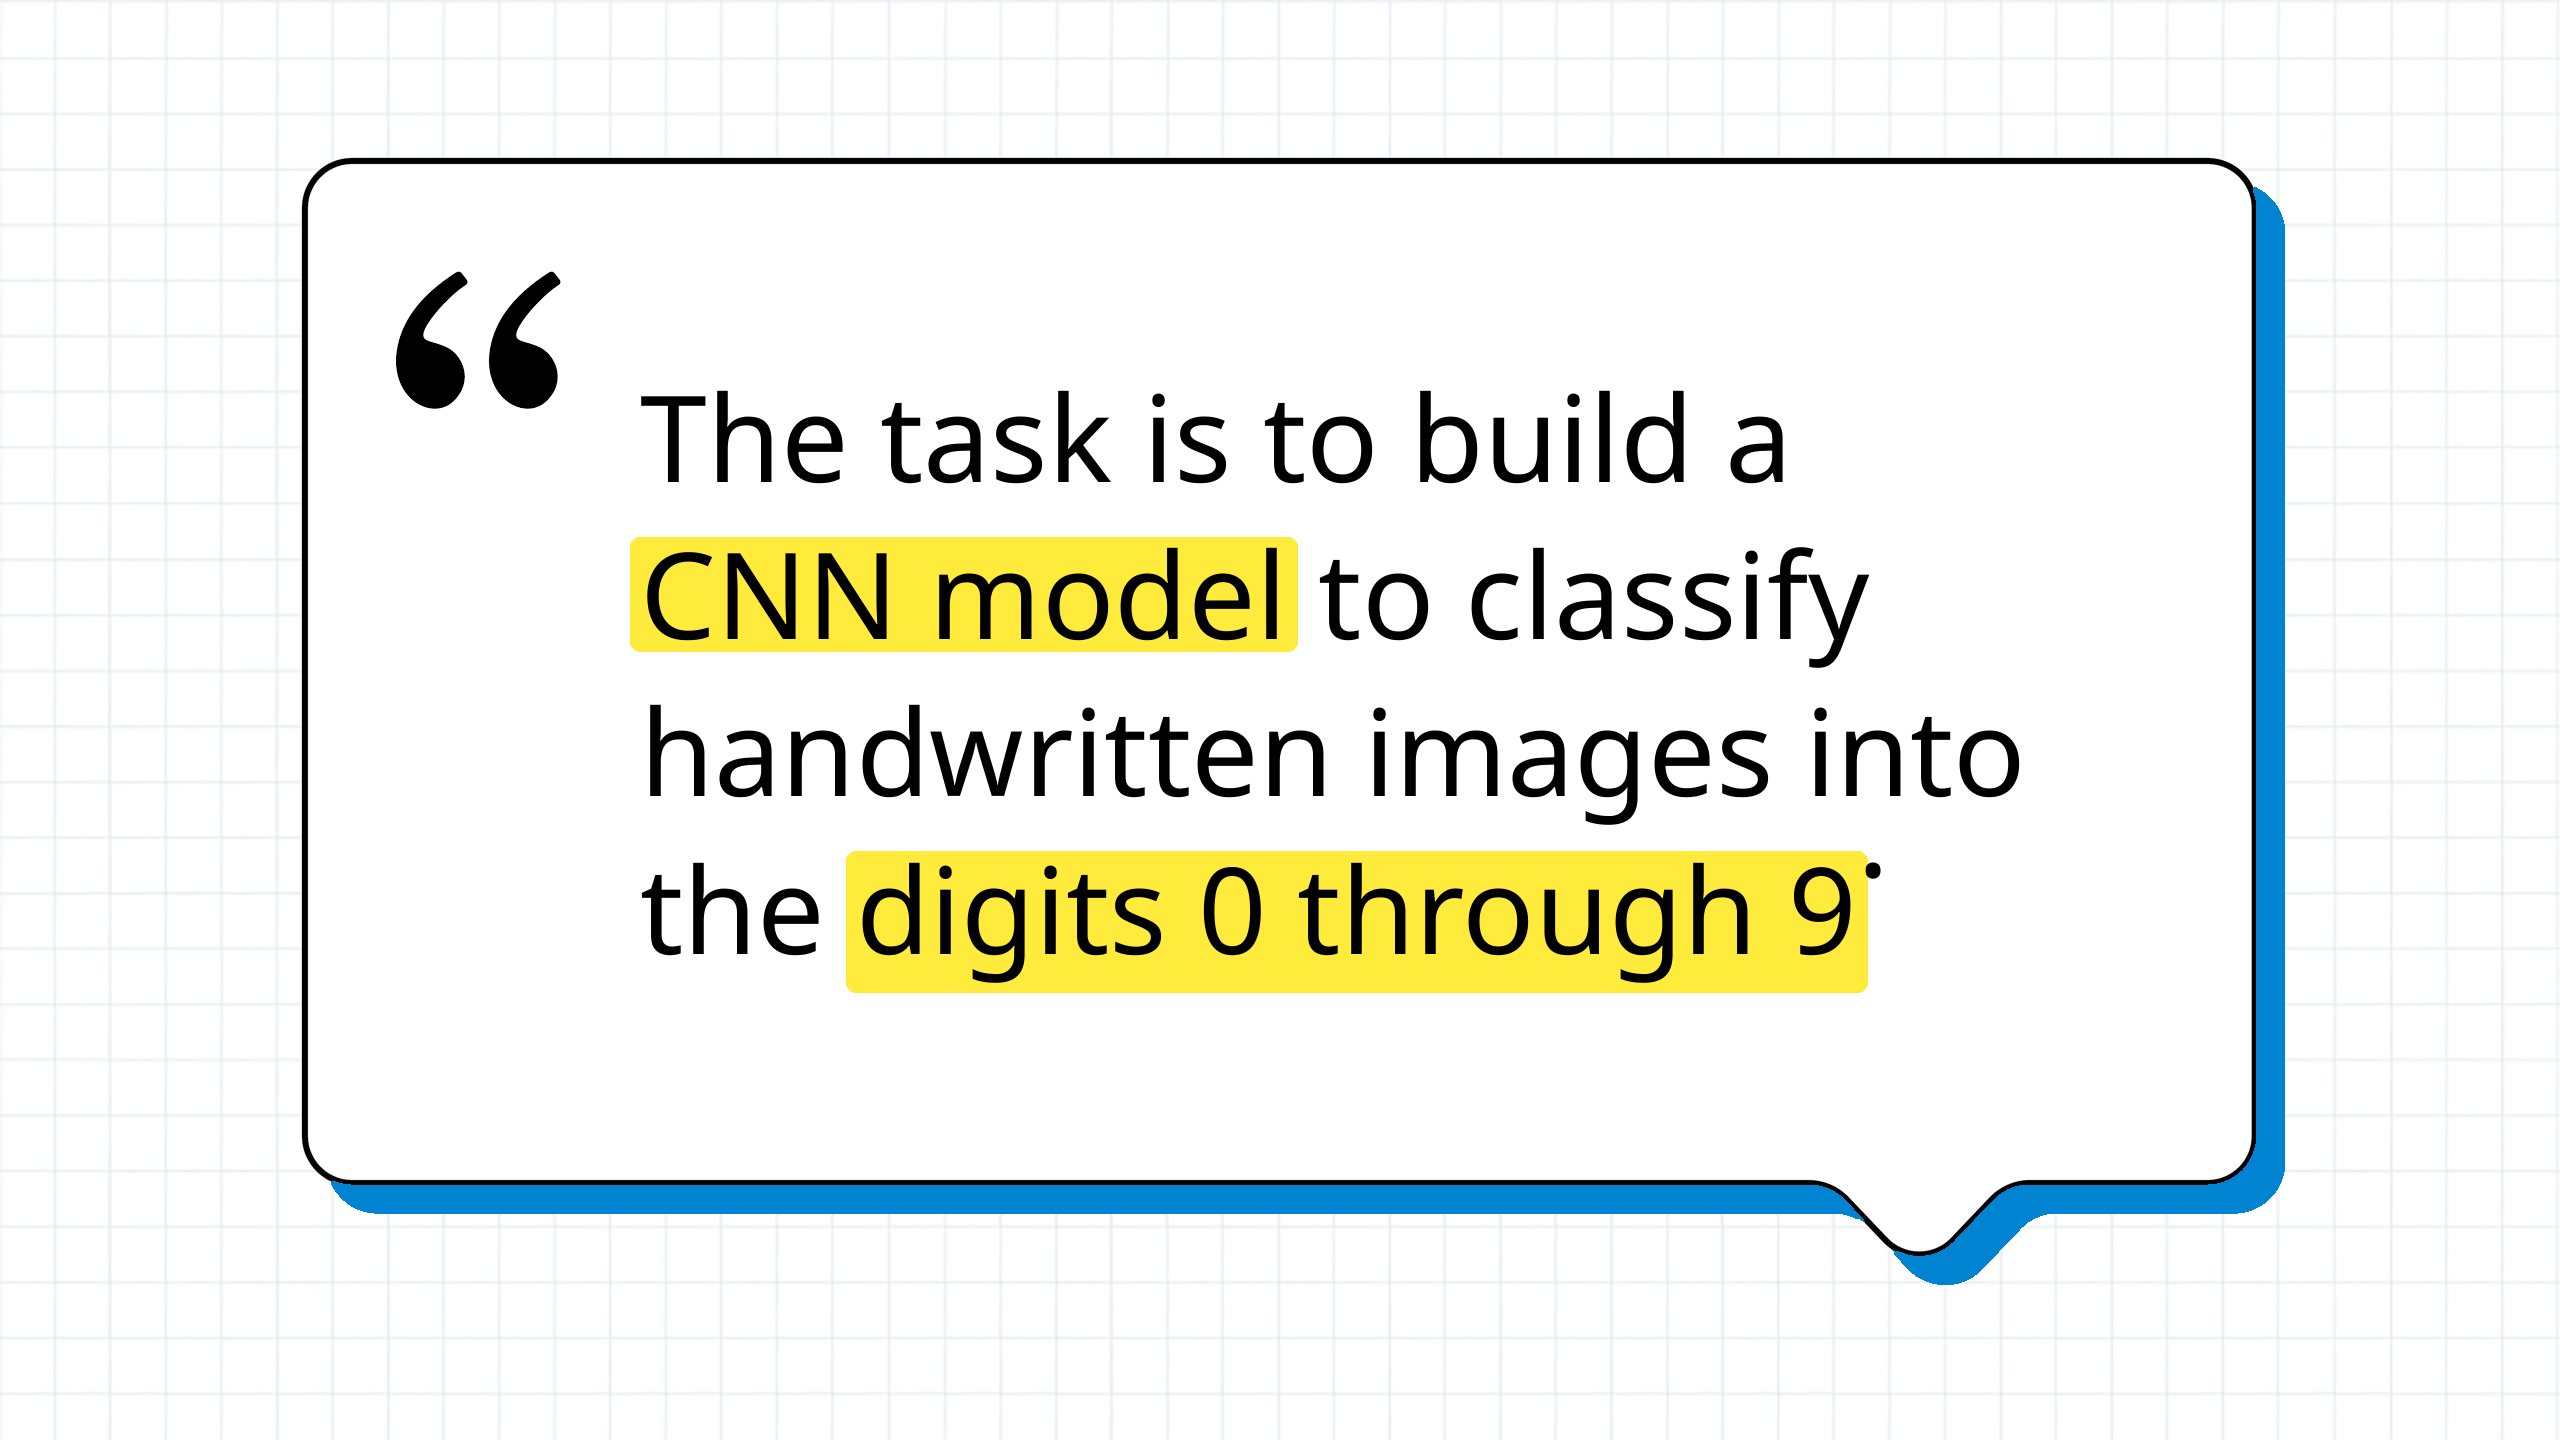 “
The task is to build a
CNN model to classify
handwritten images into
the digits 0 through 9.